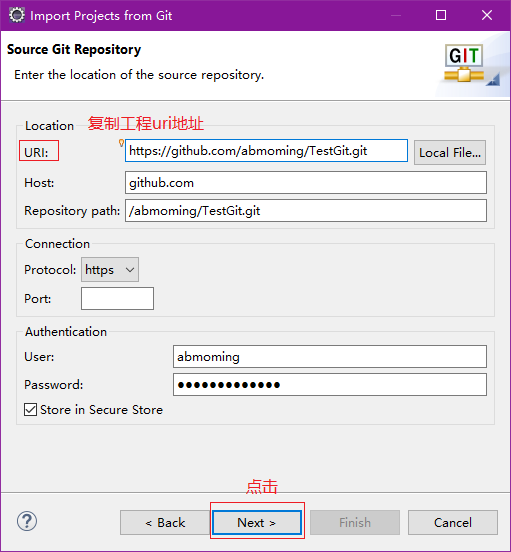 Import Projects from Git
Source Git Repository
Enter the location of the source repository.
GIT
Location
复制工程uri地址
URI:
https://github.com/abmoming/TestGit.git
Local File...
Host:
github.com
Repository path:
/abmoming/TestGit.git
Connection
Protocol:
https
Port:
Authentication
User:
abmoming
Password:
●●●●●●●●●●●●●
Store in Secure Store
点击
?
< Back
Next >
Finish
Cancel